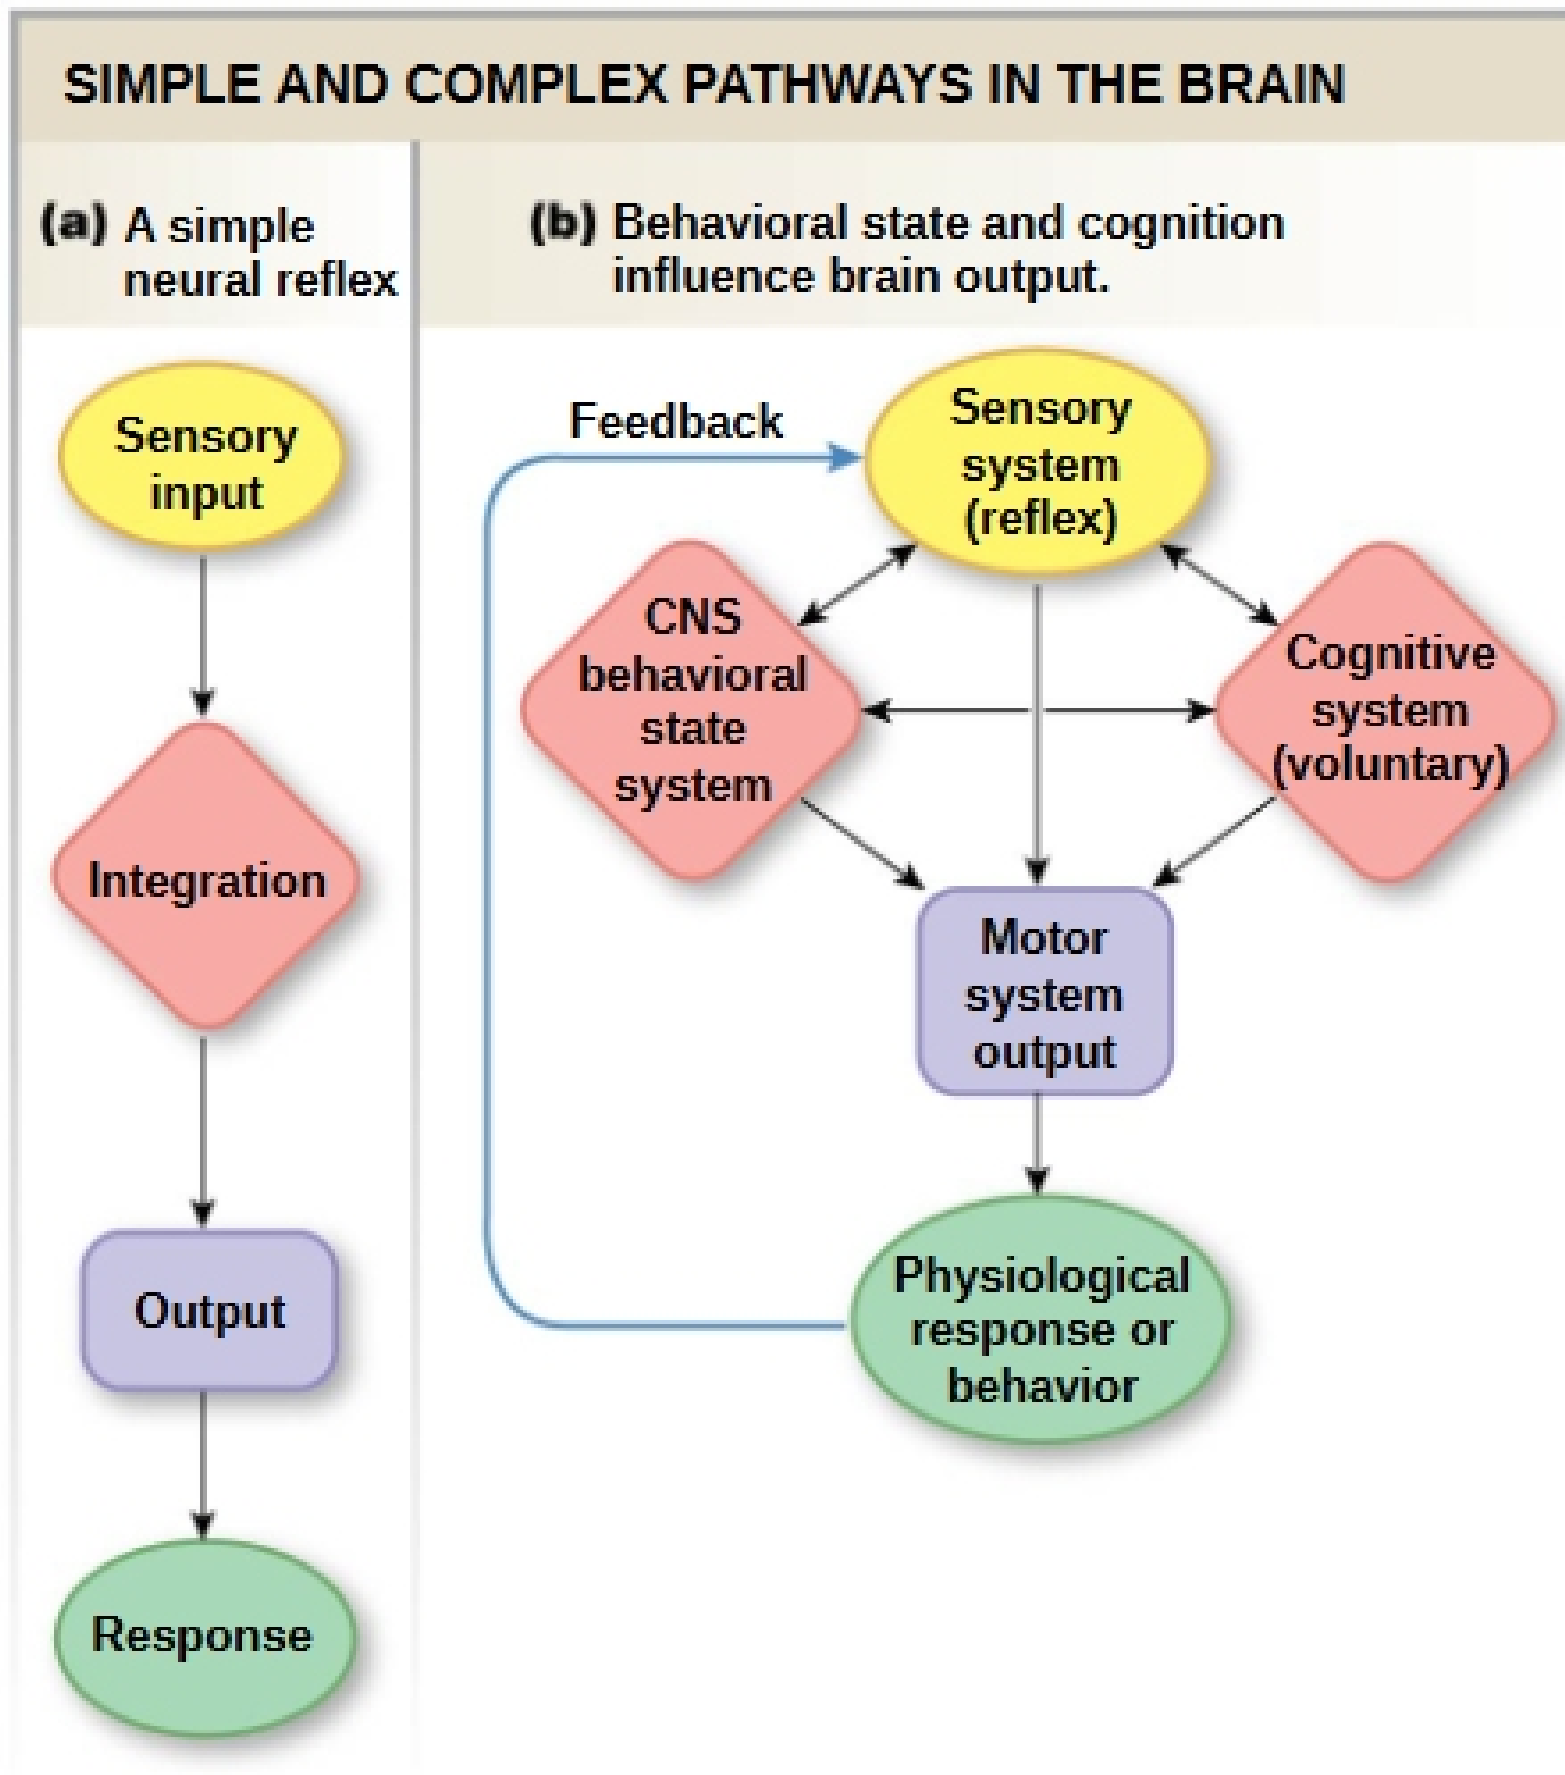 SIMPLE AND COMPLEX PATHWAYS IN THE BRAIN
(a) A simple
neural reflex
Sensory
input
Integration
Output
Response
(b) Behavioral state and cognition
influence brain output.
Feedback
Sensory
system
(reflex)
CNS
behavioral
state
system
Cognitive
system
(voluntary)
Motor
system
output
Physiological
response or
behavior